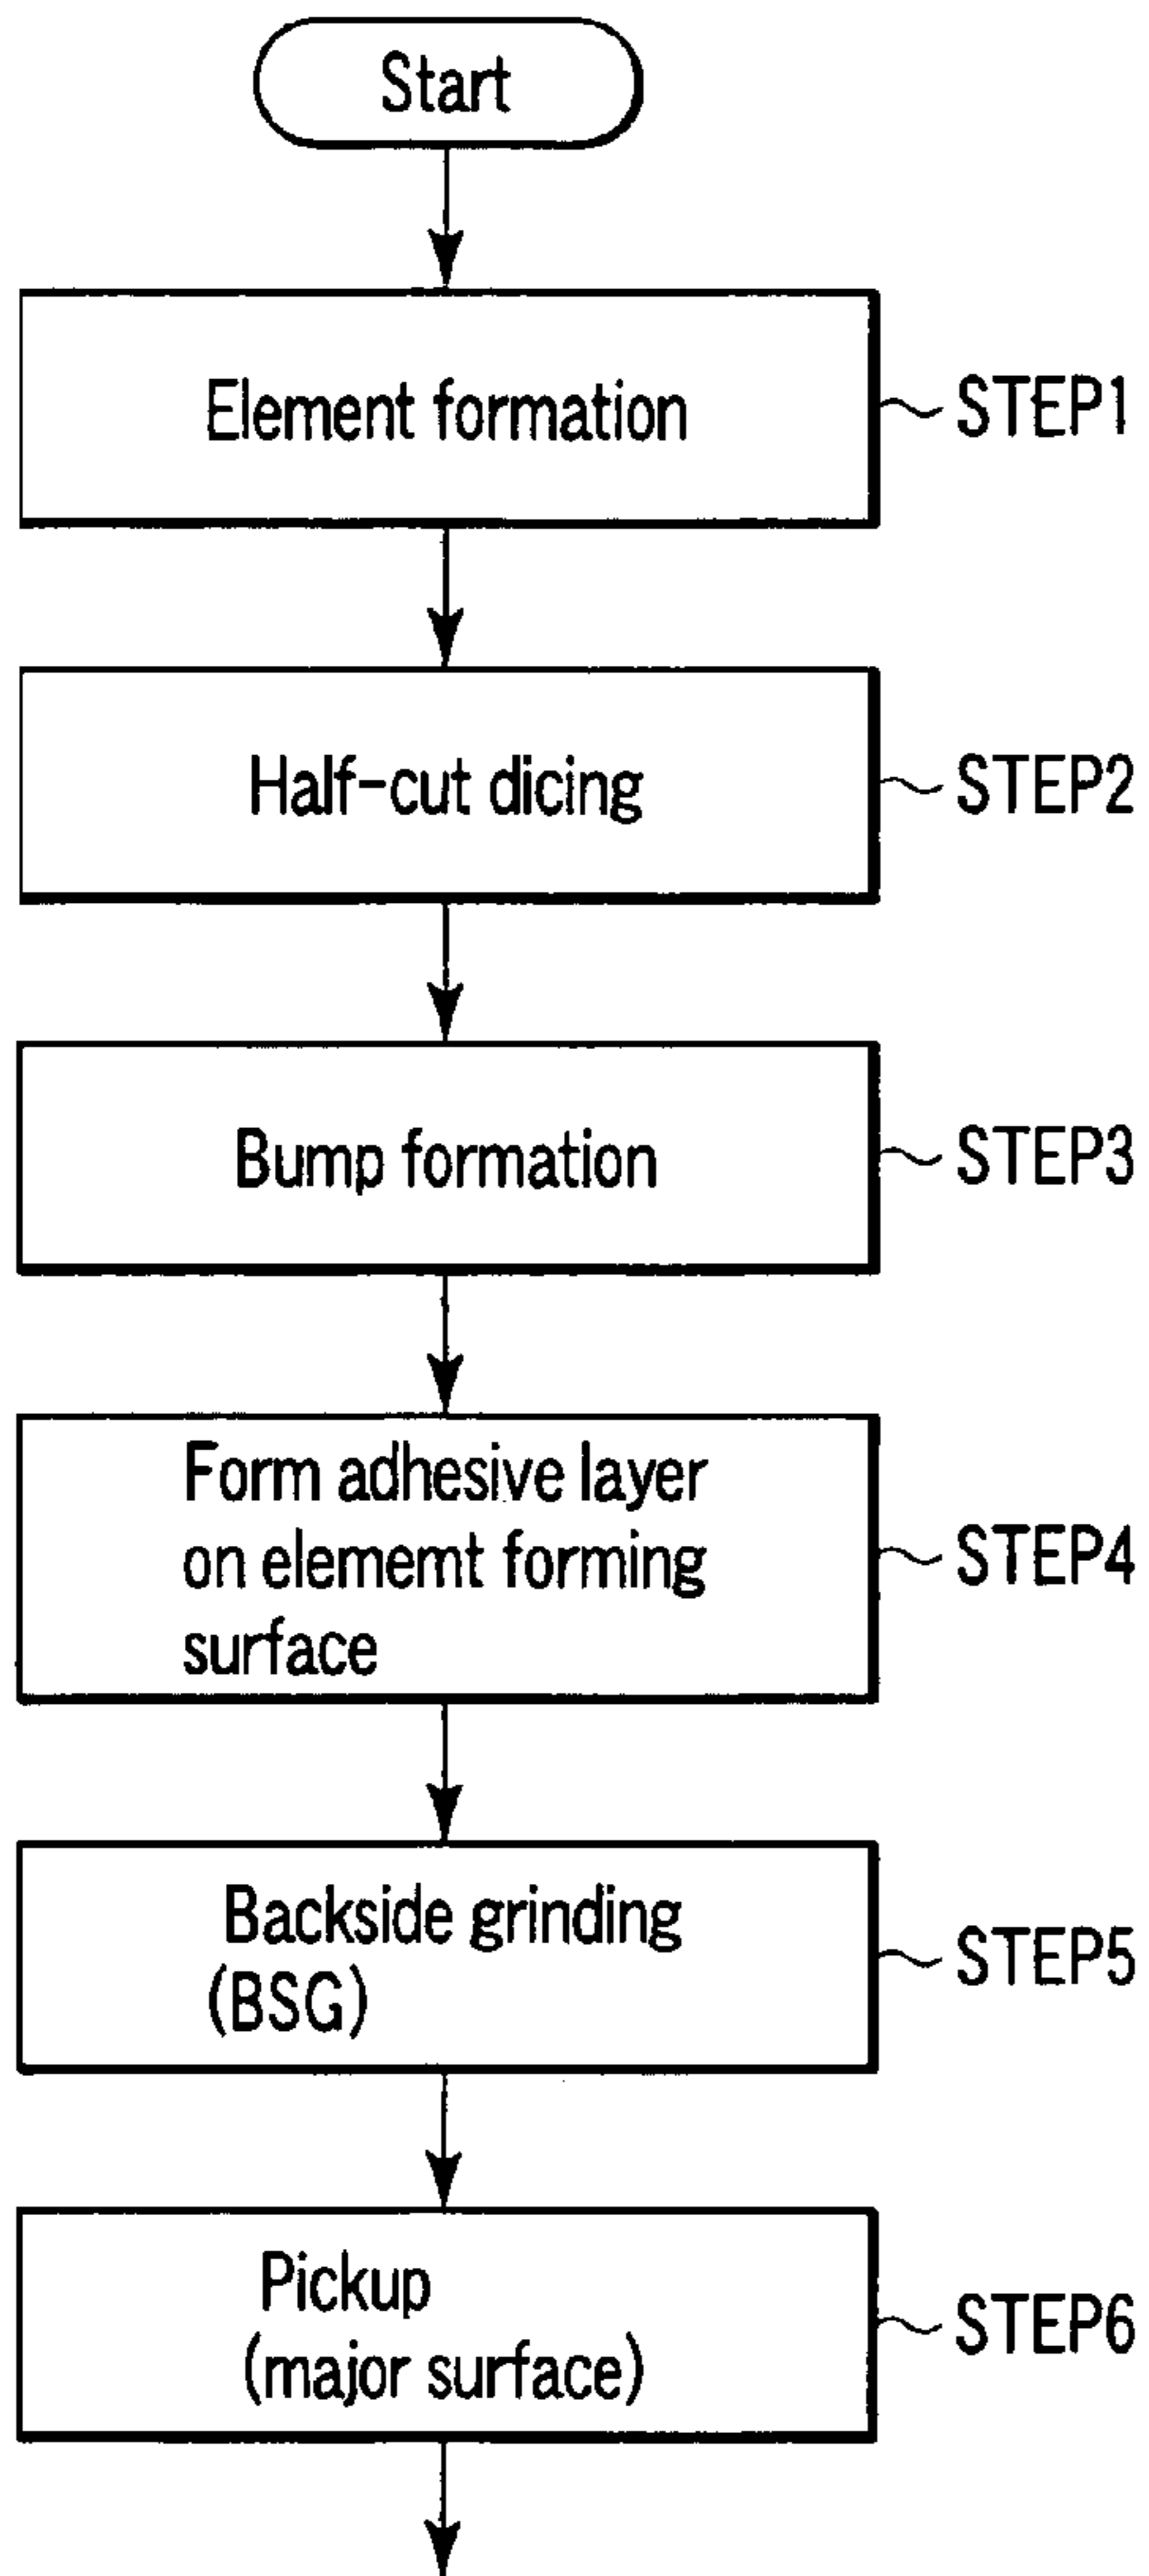 Start
Element formation
STEP1
Half-cut dicing
STEP2
Bump formation
STEP3
Form adhesive layer
on elememt forming
surface
STEP4
Backside grinding
(BSG)
STEP5
Pickup
(major surface)
STEP6